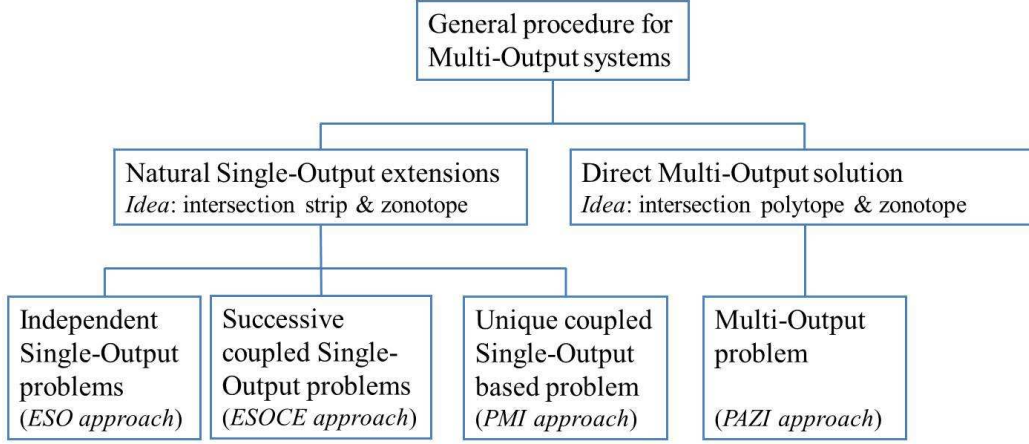 General procedure for
Multi-Output systems
Natural Single-Output extensions
Idea: intersection strip & zonotope
Direct Multi-Output solution
Idea: intersection polytope & zonotope
Independent
Single-Output
problems
(ESO approach)
Successive
coupled Single-
Output problems
(ESOCE approach)
Unique coupled
Single-Output
based problem
(PMI approach)
Multi-Output
problem
(PAZI approach)